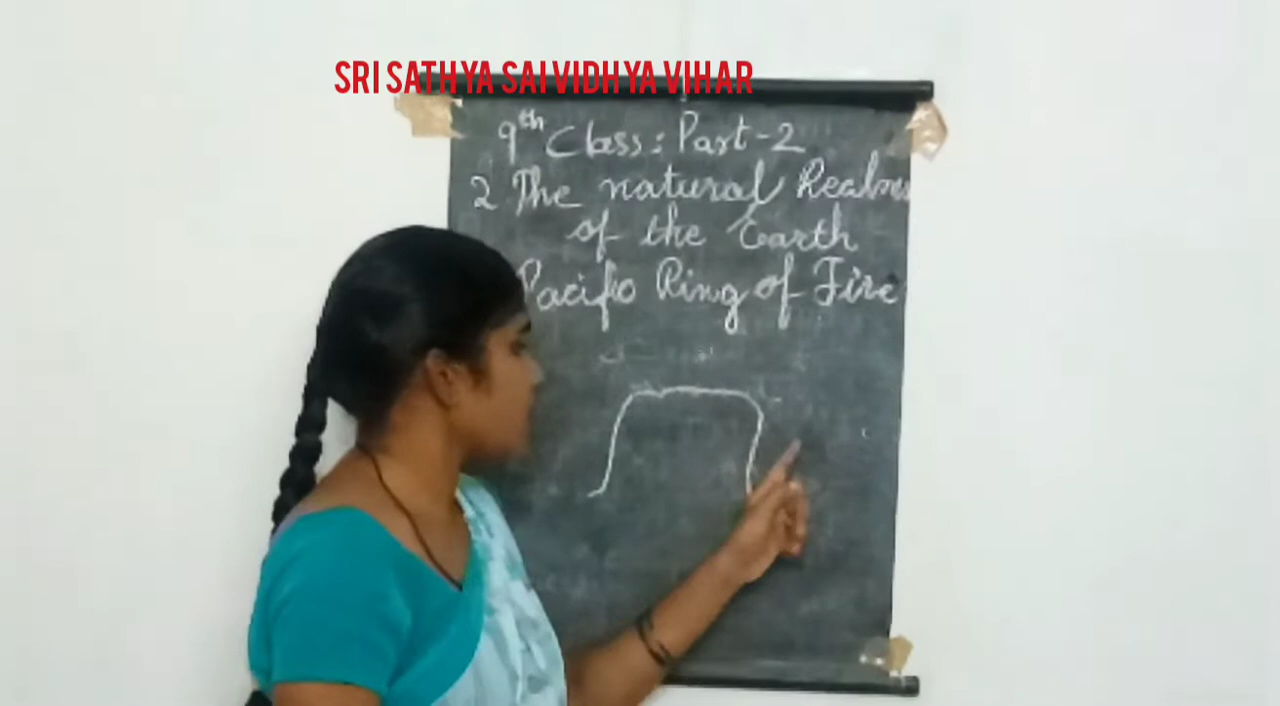 SRI SATHYA SAI VIDHYA VIHAR
9th Class: Part-2
2 The natural Realms
of the Earth
Pacific Ring of Fire